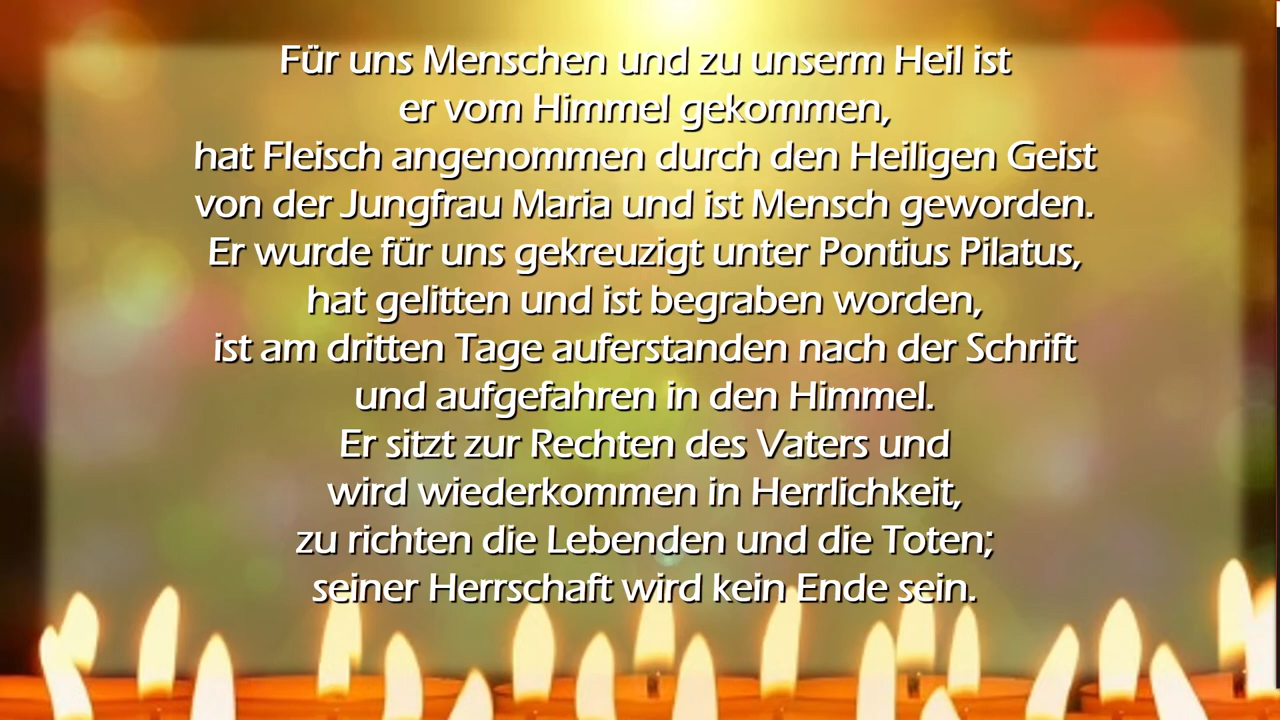 Für uns Menschen und zu unserm Heil ist
er vom Himmel gekommen,
hat Fleisch angenommen durch den Heiligen Geist
von der Jungfrau Maria und ist Mensch geworden.
Er wurde für uns gekreuzigt unter Pontius Pilatus,
hat gelitten und ist begraben worden,
ist am dritten Tage auferstanden nach der Schrift
und aufgefahren in den Himmel.
Er sitzt zur Rechten des Vaters und
wird wiederkommen in Herrlichkeit,
zu richten die Lebenden und die Toten;
seiner Herrschaft wird kein Ende sein.